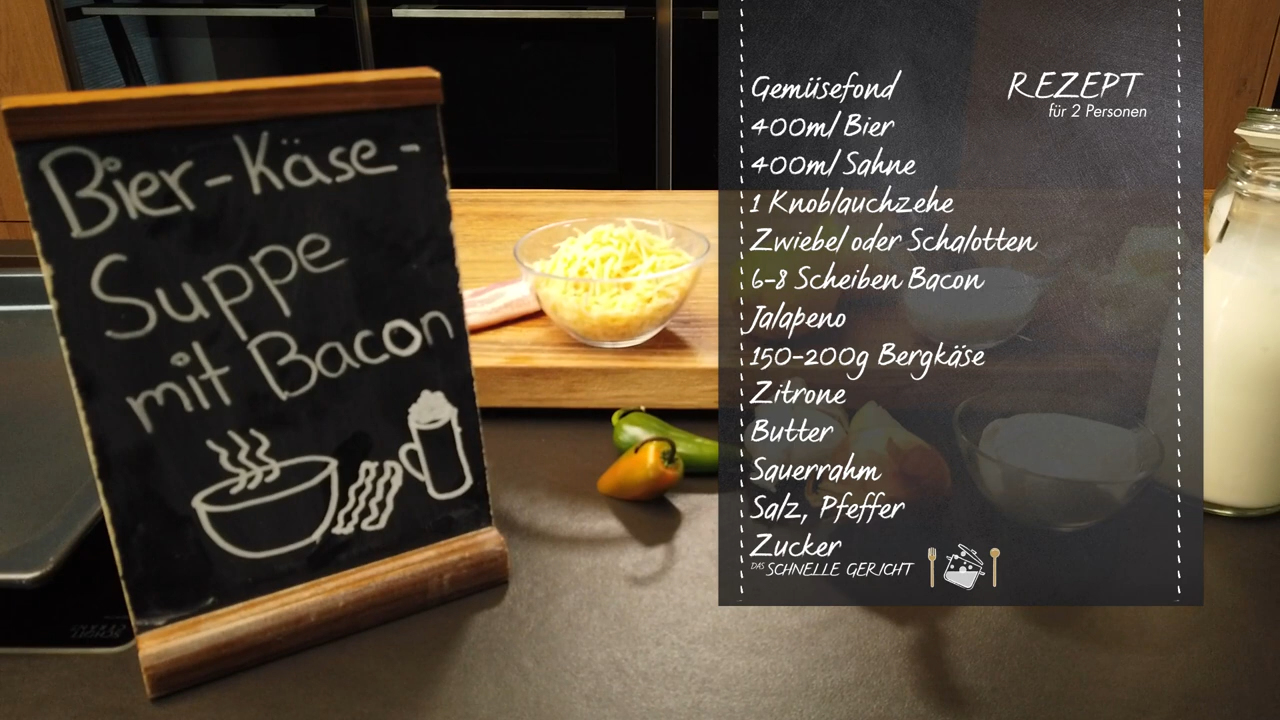 Bier-Käse-
Suppe
mit Bacon
REZEPT
für 2 Personen
Gemüsefond
400ml Bier
400ml Sahne
1 Knoblauchzehe
Zwiebel oder Schalotten
6-8 Scheiben Bacon
Jalapeno
150-200g Bergkäse
Zitrone
Butter
Sauerrahm
Salz, Pfeffer
Zucker
DAS SCHNELLE GERICHT